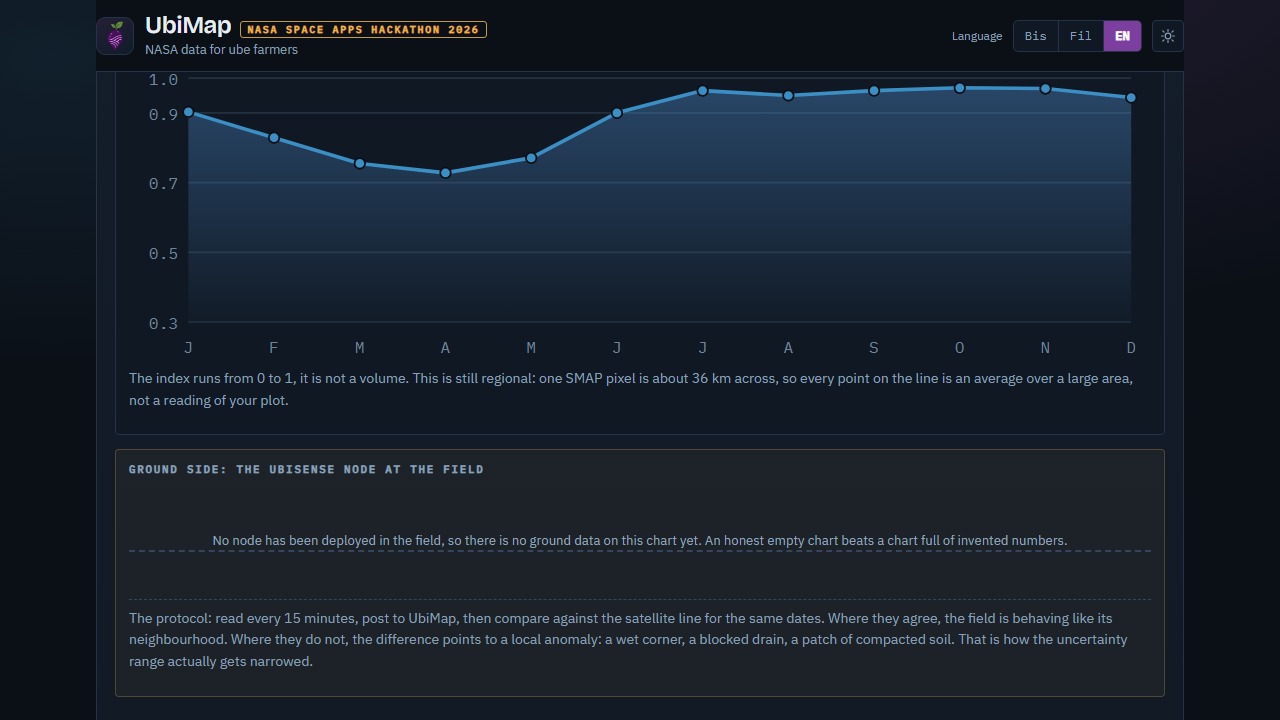 UbiMap NASA SPACE APPS HACKATHON 2026
NASA data for ube farmers
Language Bis Fil EN
1.0
0.9
0.7
0.5
0.3
J F M A M J J A S O N D
The index runs from 0 to 1, it is not a volume. This is still regional: one SMAP pixel is about 36 km across, so every point on the line is an average over a large area,
not a reading of your plot.
GROUND SIDE: THE UBISENSE NODE AT THE FIELD
No node has been deployed in the field, so there is no ground data on this chart yet. An honest empty chart beats a chart full of invented numbers.
The protocol: read every 15 minutes, post to UbiMap, then compare against the satellite line for the same dates. Where they agree, the field is behaving like its
neighbourhood. Where they do not, the difference points to a local anomaly: a wet corner, a blocked drain, a patch of compacted soil. That is how the uncertainty
range actually gets narrowed.